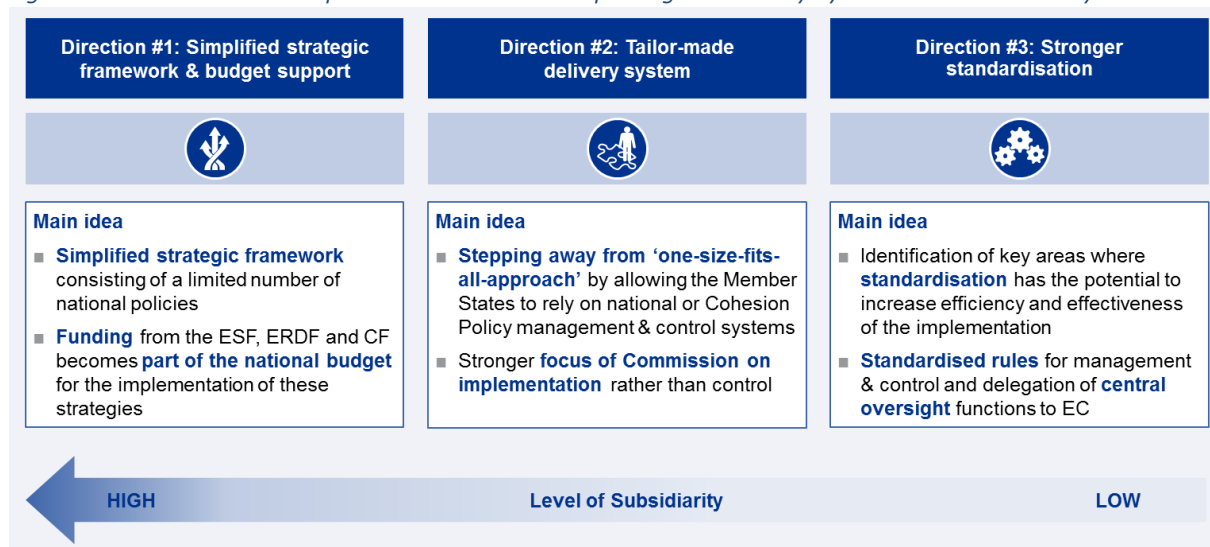 Direction #1: Simplified strategic
framework & budget support
Direction #2: Tailor-made
delivery system
Direction #3: Stronger
standardisation
Main idea
Simplified strategic framework
consisting of a limited number of
national policies
Funding from the ESF, ERDF and CF
becomes part of the national budget
for the implementation of these
strategies
Main idea
Stepping away from ‘one-size-fits-
all-approach’ by allowing the Member
States to rely on national or Cohesion
Policy management & control systems
Stronger focus of Commission on
implementation rather than control
Main idea
Identification of key areas where
standardisation has the potential to
increase efficiency and effectiveness
of the implementation
Standardised rules for management
& control and delegation of central
oversight functions to EC
HIGH
Level of Subsidiarity
LOW